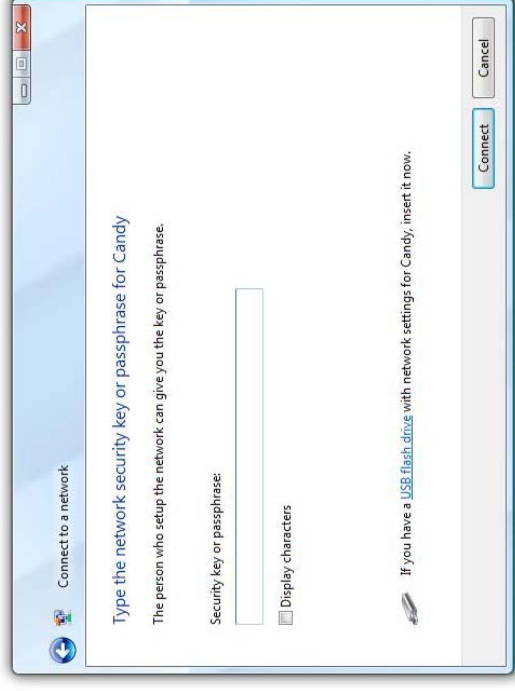 Connect to a network
Type the network security key or passphrase for Candy
The person who setup the network can give you the key or passphrase.
Security key or passphrase:
Display characters
If you have a USB flash drive with network settings for Candy, insert it now.
Connect
Cancel